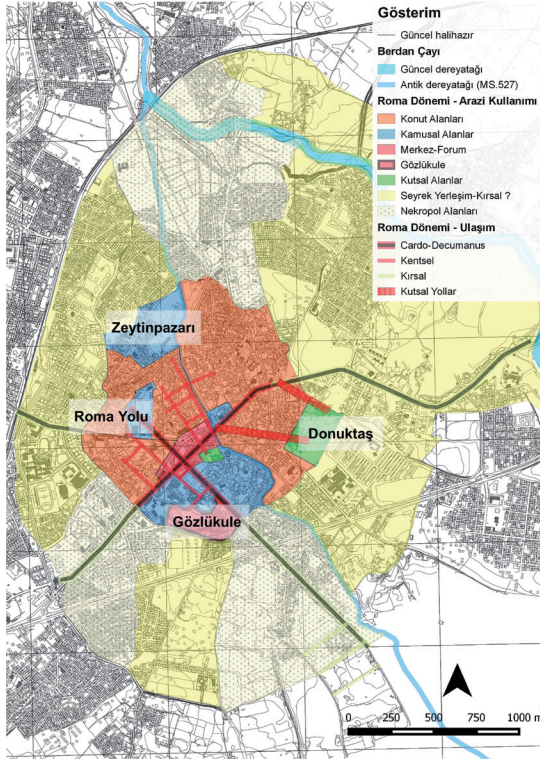 Gösterim
Güncel halihazır
Berdan Çayı
Güncel dereyatağı
Antik dereyatağı (MS.527)
Roma Dönemi - Arazi Kullanımı
Konut Alanları
Kamusal Alanlar
Merkez-Forum
Gözlükule
Kutsal Alanlar
Seyrek Yerleşim-Kırsal ?
Nekropol Alanları
Roma Dönemi - Ulaşım
Cardo-Decumanus
Kentsel
Kırsal
Kutsal Yollar
Zeytinpazarı
Roma Yolu
Donuktaş
Gözlükule
0 250 500 750 1000 m